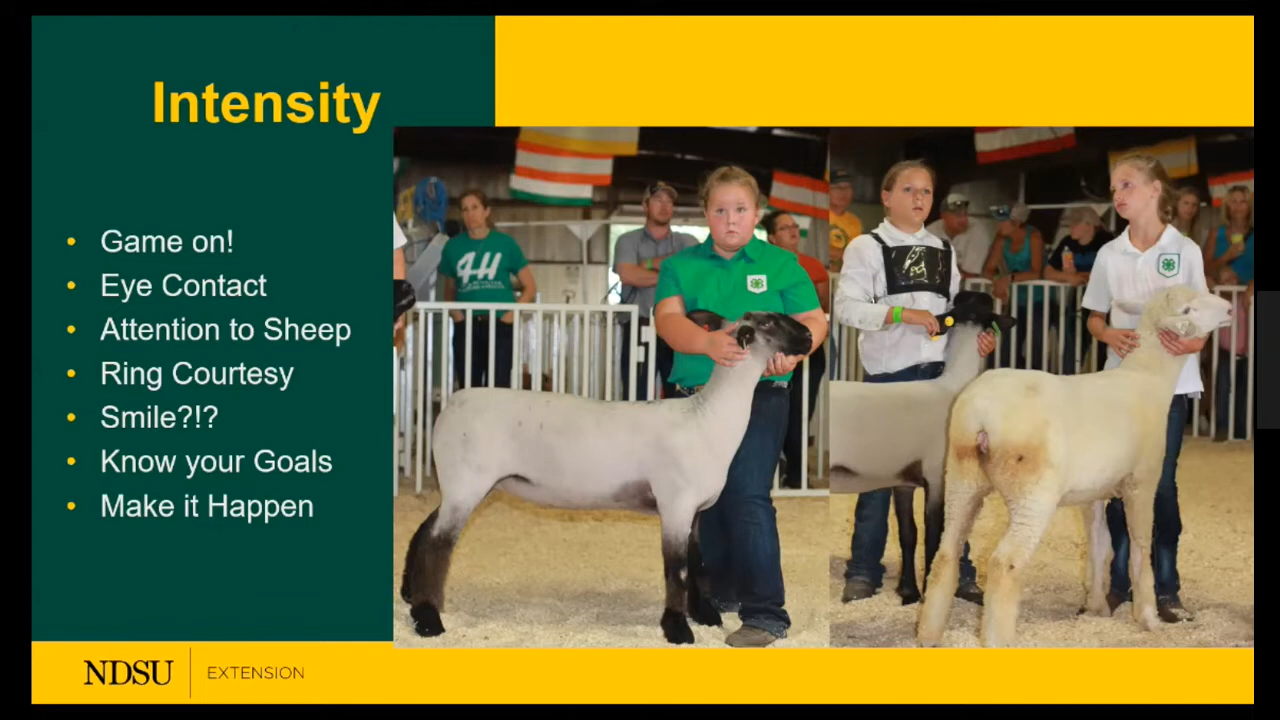 Intensity
• Game on!
• Eye Contact
• Attention to Sheep
• Ring Courtesy
• Smile?!?
• Know your Goals
• Make it Happen
4H
NDSU EXTENSION